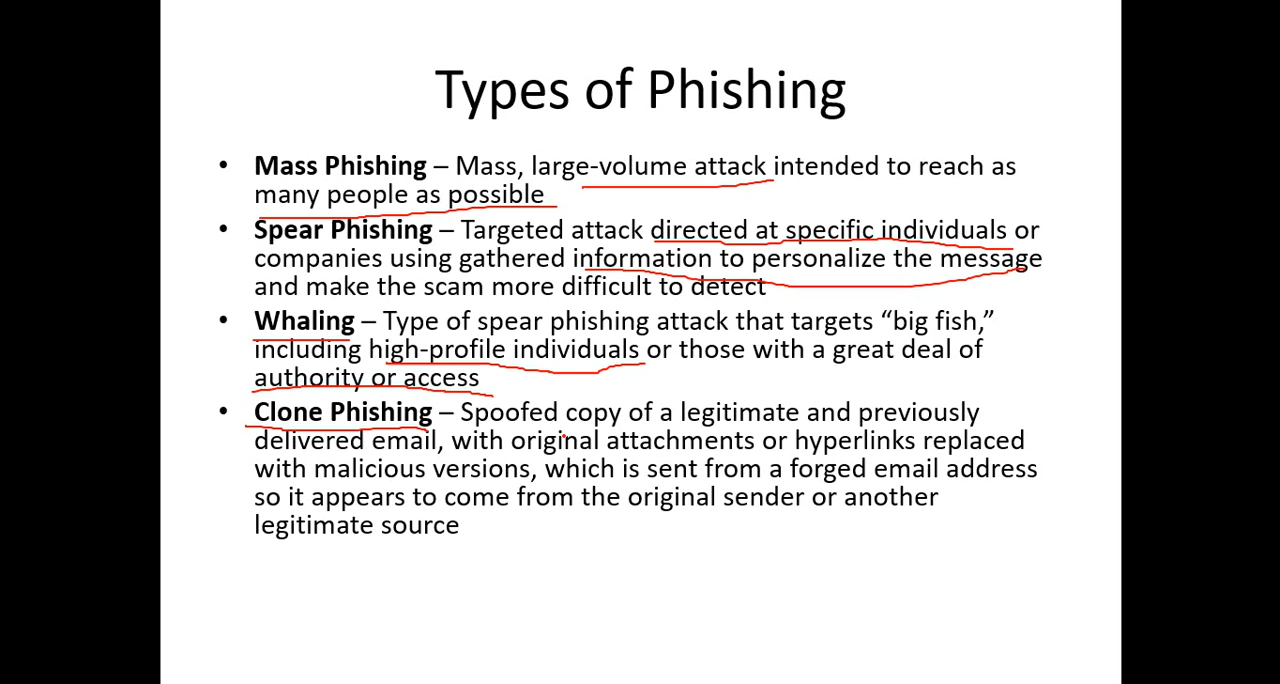 Types of Phishing
• Mass Phishing – Mass, large-volume attack intended to reach as
many people as possible
• Spear Phishing – Targeted attack directed at specific individuals or
companies using gathered information to personalize the message
and make the scam more difficult to detect
• Whaling – Type of spear phishing attack that targets “big fish,”
including high-profile individuals or those with a great deal of
authority or access
• Clone Phishing – Spoofed copy of a legitimate and previously
delivered email, with original attachments or hyperlinks replaced
with malicious versions, which is sent from a forged email address
so it appears to come from the original sender or another
legitimate source